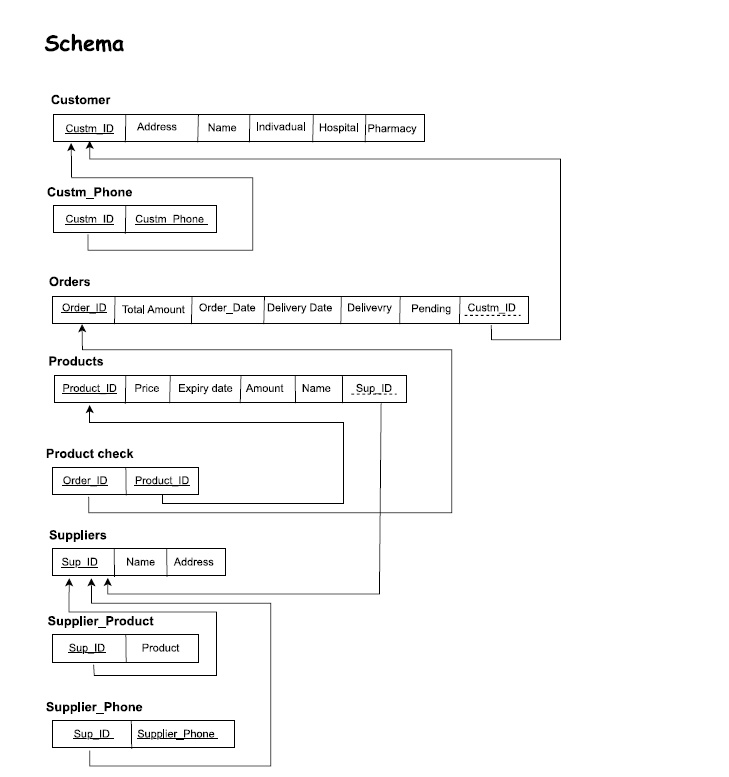 Schema
Customer
Custm_ID Address Name Indivadual Hospital Pharmacy
Custm_Phone
Custm_ID Custm_Phone
Orders
Order_ID Total Amount Order_Date Delivery Date Delivevry Pending Custm_ID
Products
Product_ID Price Expiry date Amount Name Sup_ID
Product check
Order_ID Product_ID
Suppliers
Sup_ID Name Address
Supplier_Product
Sup_ID Product
Supplier_Phone
Sup_ID Supplier_Phone